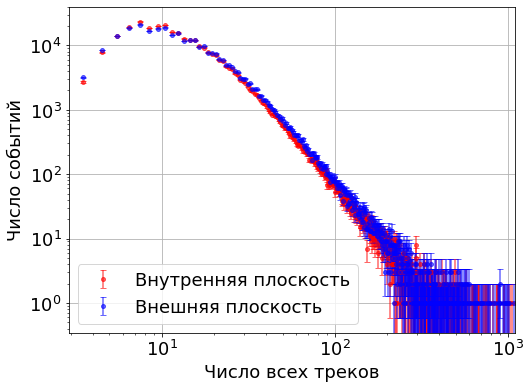 10⁴
10³
10²
10¹
10⁰
Число событий
Внутренняя плоскость
Внешняя плоскость
10¹ 10² 10³
Число всех треков